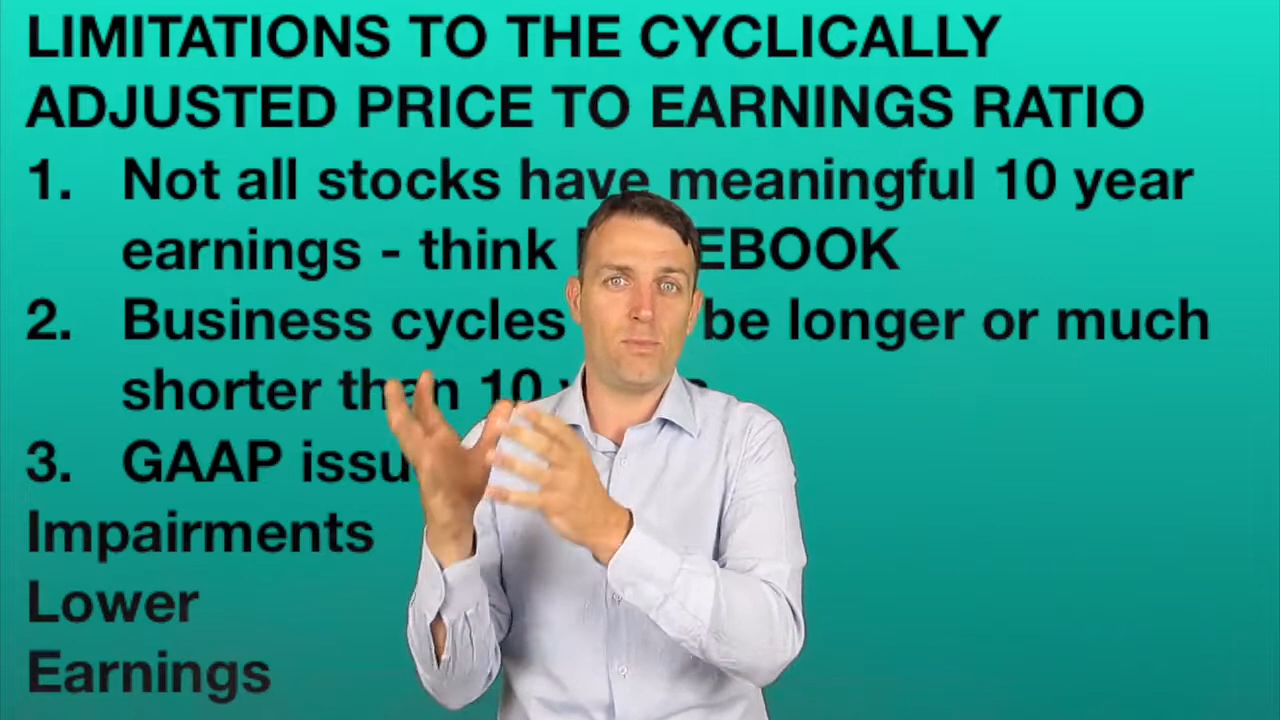 LIMITATIONS TO THE CYCLICALLY
ADJUSTED PRICE TO EARNINGS RATIO
1. Not all stocks have meaningful 10 year
earnings - think
2. Business cycles be longer or much
shorter than 10
3. GAAP
Impairments
Lower
Earnings